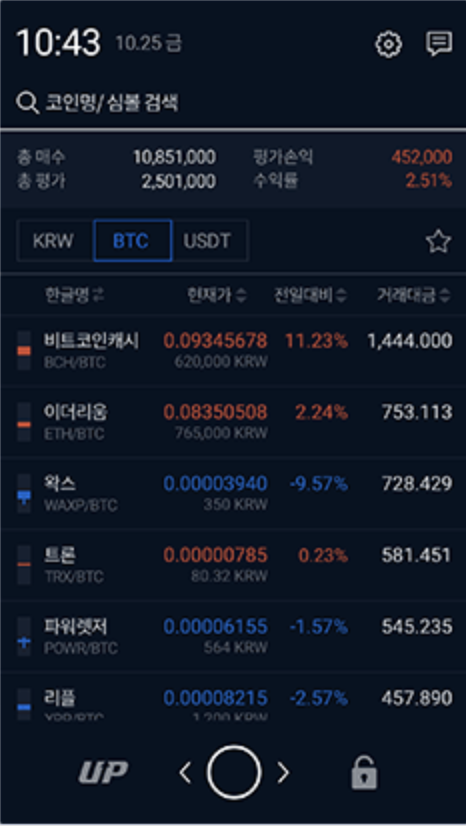 10:43 10.25 금
코인명/ 심볼 검색
총 매수 10,851,000 평가손익 452,000
총 평가 2,501,000 수익률 2.51%
KRW BTC USDT
한글명 현재가 전일대비 거래대금
비트코인캐시 0.09345678 11.23% 1,444.000
BCH/BTC 620,000 KRW
이더리움 0.08350508 2.24% 753.113
ETH/BTC 765,000 KRW
왁스 0.00003940 -9.57% 728.429
WAXP/BTC 350 KRW
트론 0.00000785 0.23% 581.451
TRX/BTC 80.32 KRW
파워렛저 0.00006155 -1.57% 545.235
POWR/BTC 564 KRW
리플 0.00008215 -2.57% 457.890
XRP/BTC 1,200 KRW
UP